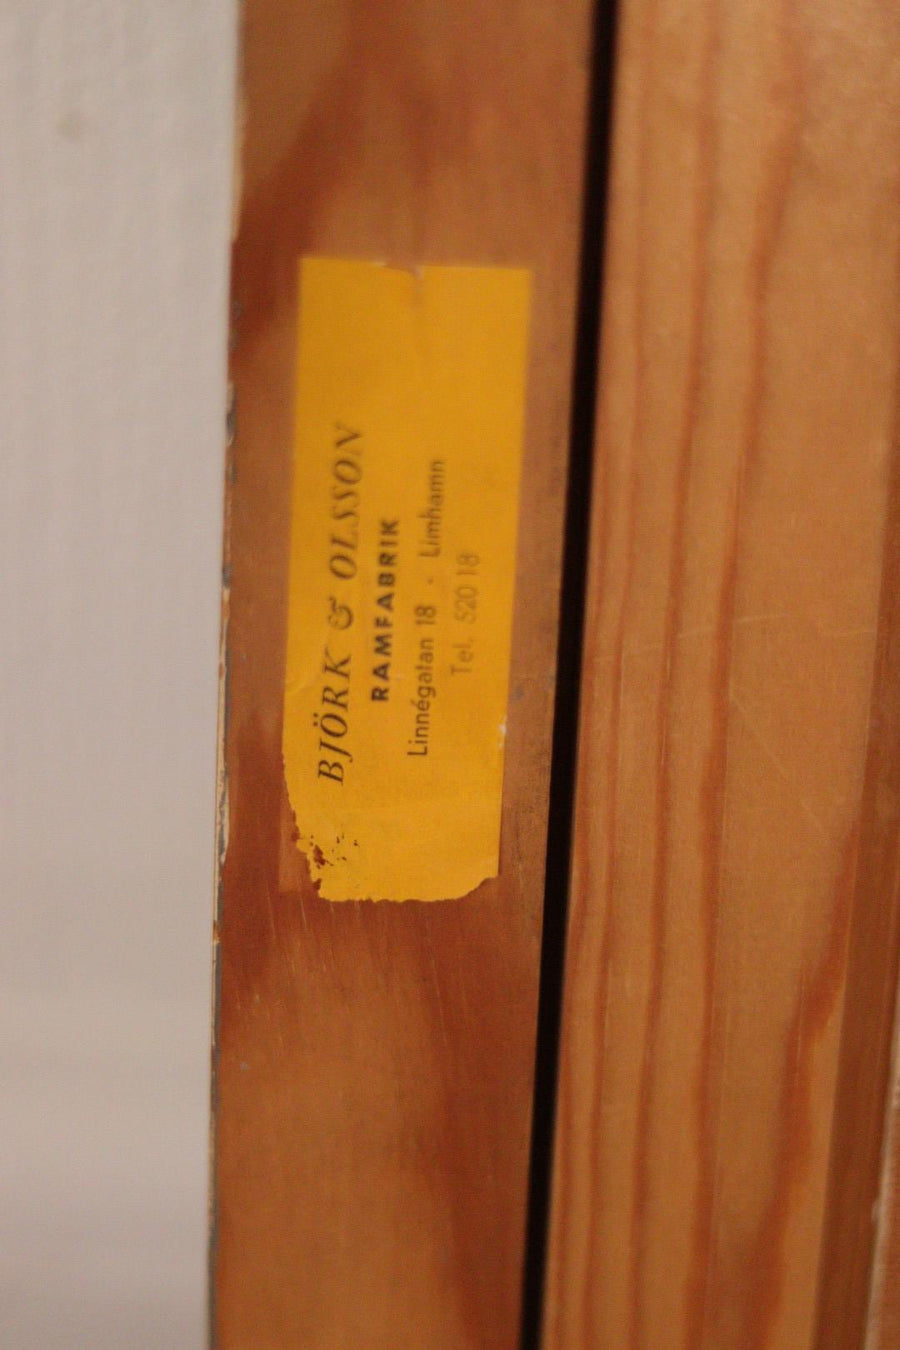 BJÖRK & OLSSON
RAMFABRIK
Linnégatan 18 · Limhamn
Tel. 520 18